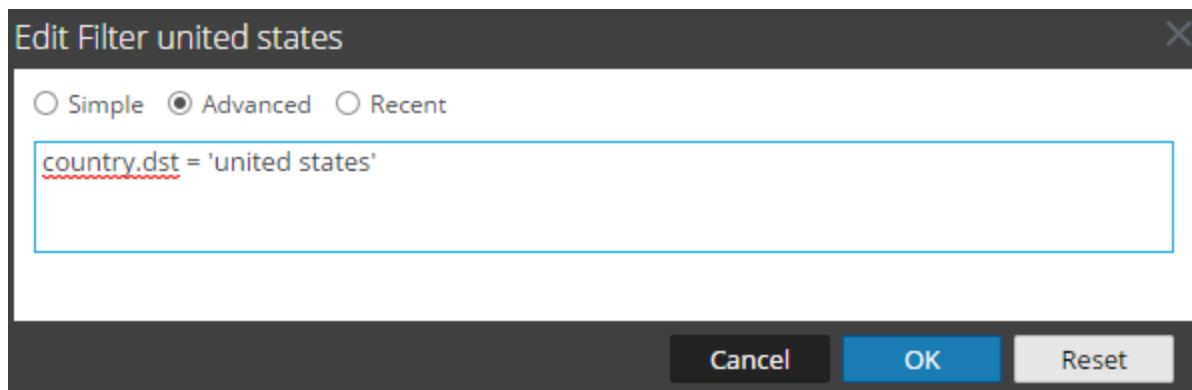 Edit Filter united states
Simple Advanced Recent
country.dst = 'united states'
Cancel OK Reset